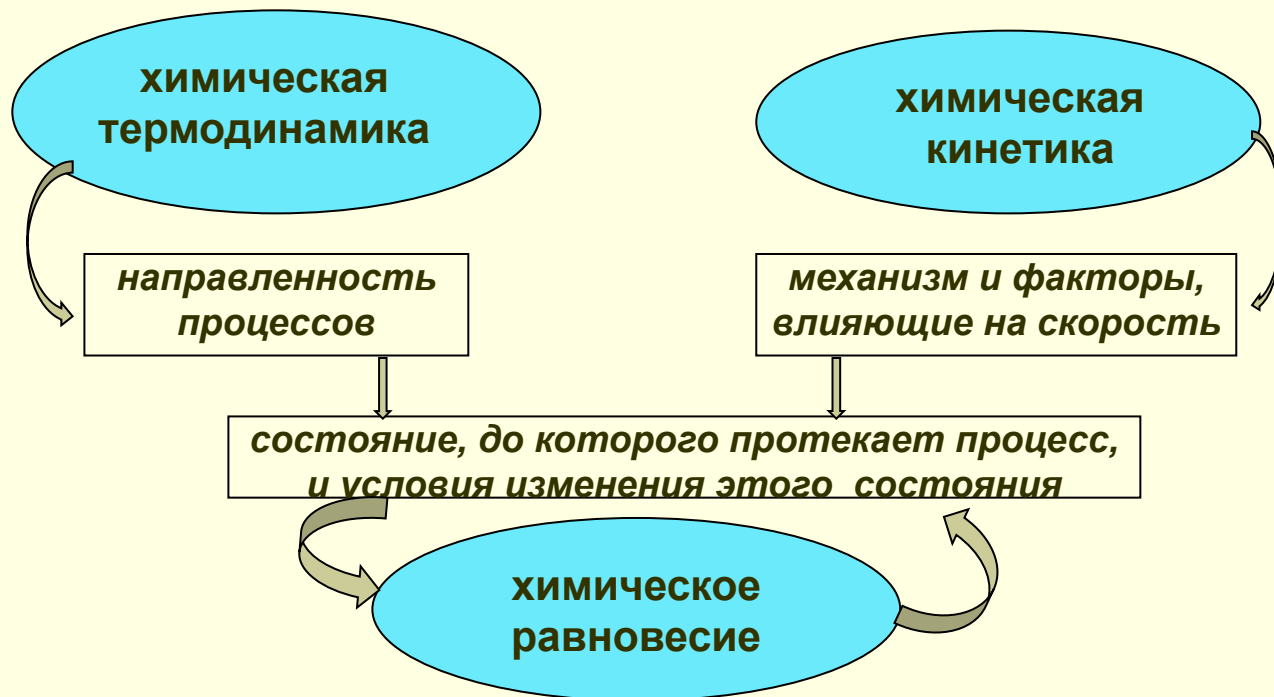 химическая
термодинамика
химическая
кинетика
направленность
процессов
механизм и факторы,
влияющие на скорость
состояние, до которого протекает процесс,
и условия изменения этого состояния
химическое
равновесие